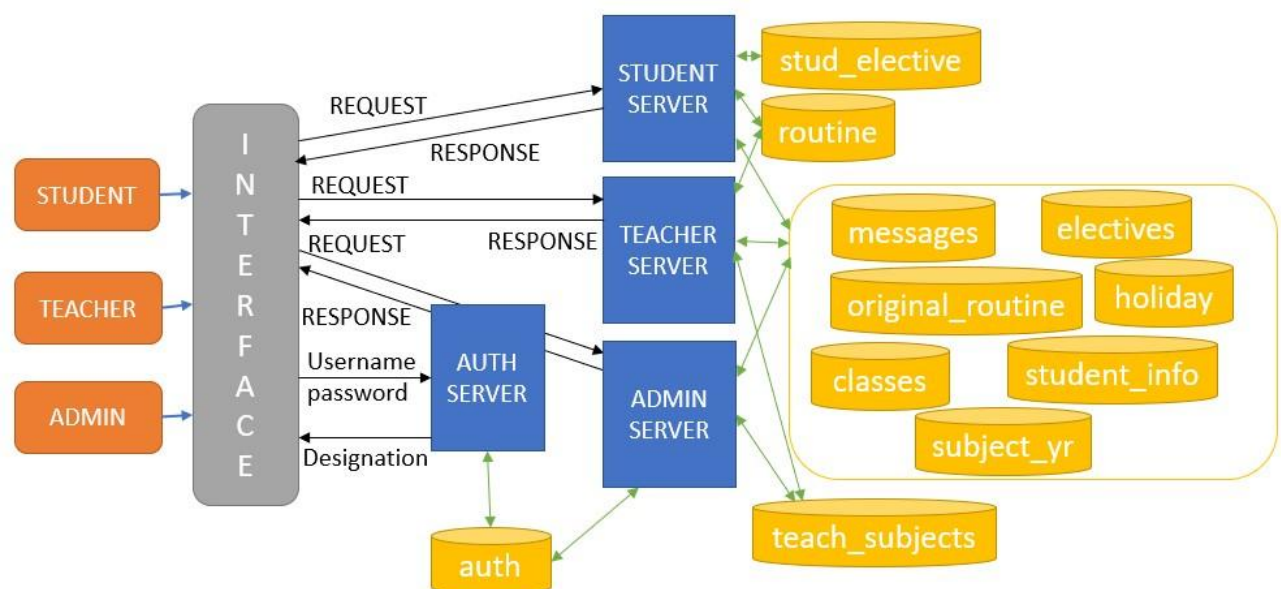 STUDENT
TEACHER
ADMIN
I
N
T
E
R
F
A
C
E
REQUEST
RESPONSE
REQUEST
RESPONSE
REQUEST
RESPONSE
Username
password
Designation
AUTH
SERVER
STUDENT
SERVER
TEACHER
SERVER
ADMIN
SERVER
stud_elective
routine
messages
electives
original_routine
holiday
classes
student_info
subject_yr
teach_subjects
auth